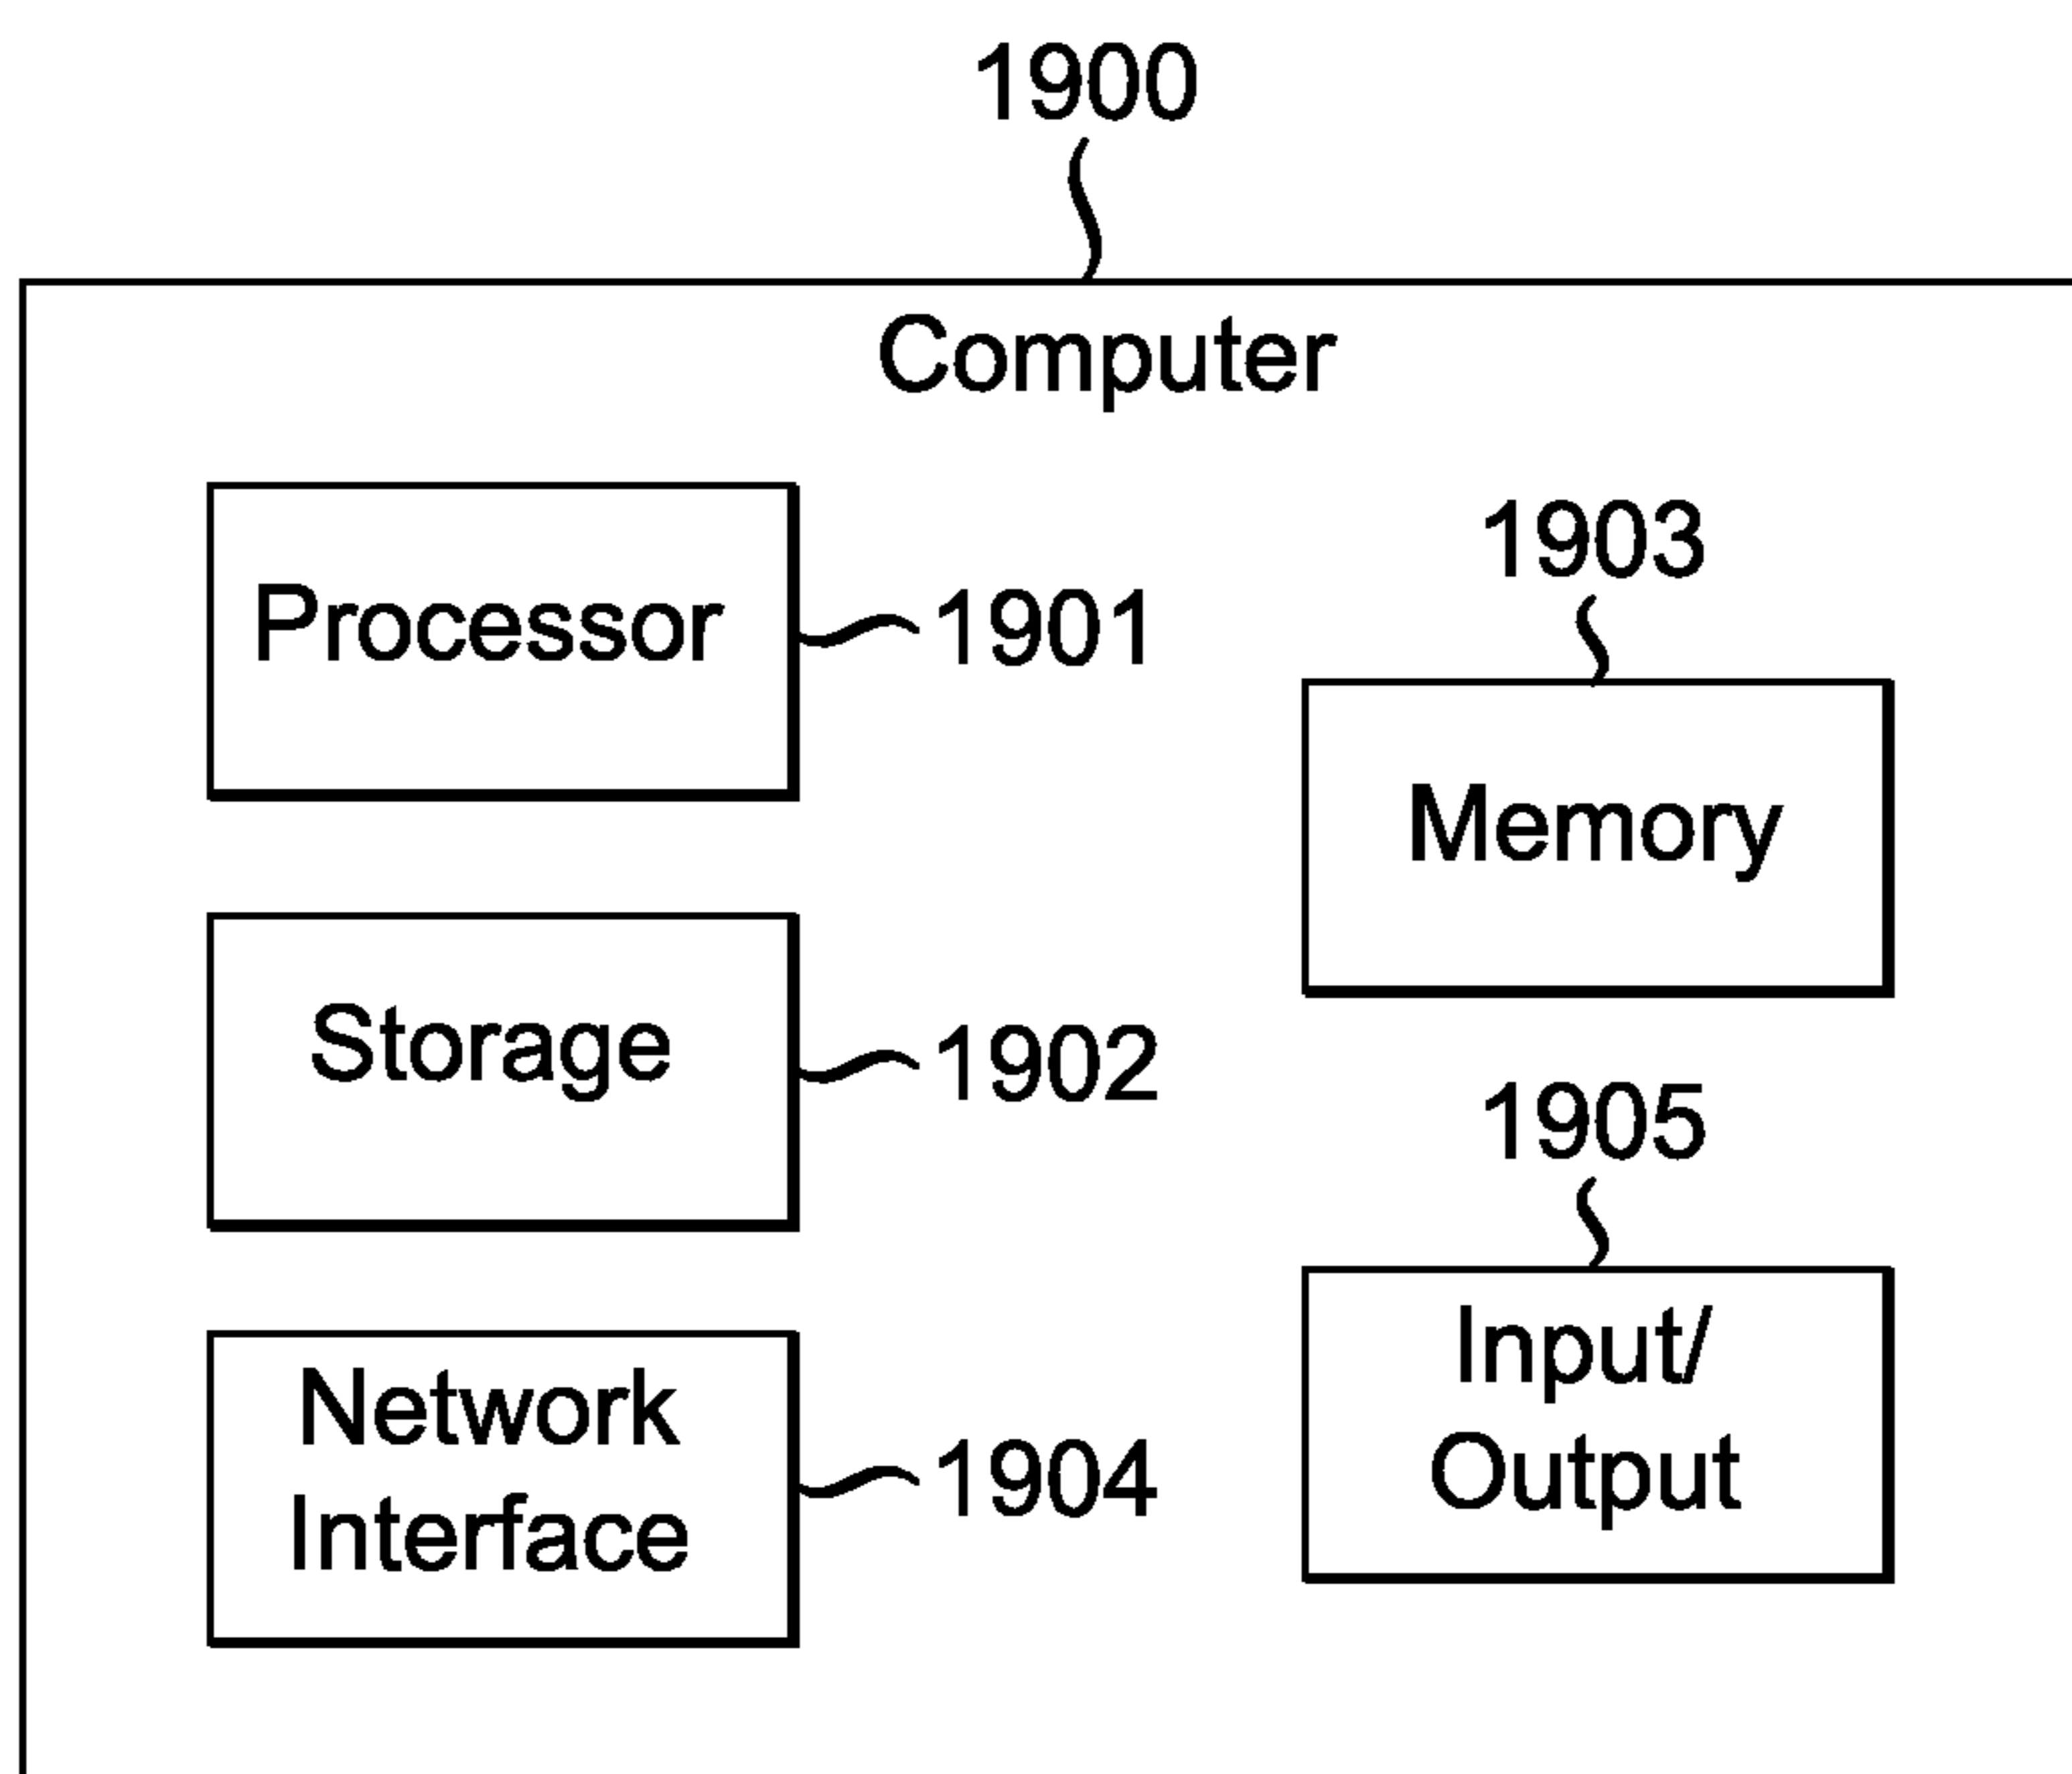 1900
Computer
Processor
1901
1903
Memory
Storage
1902
1905
Input/
Output
Network
Interface
1904